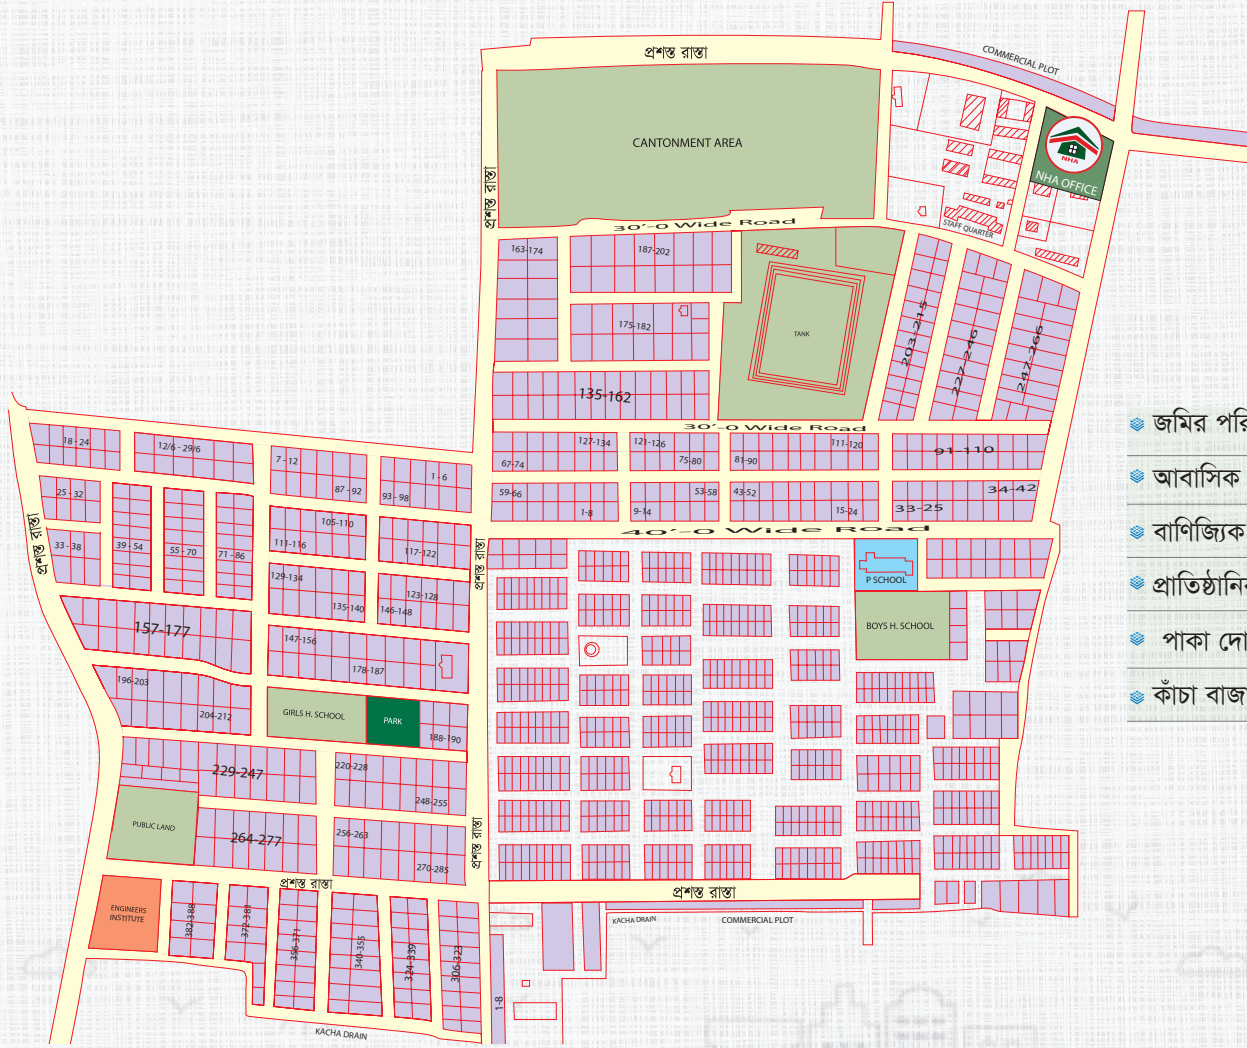 প্রশস্ত রাস্তা
COMMERCIAL PLOT
CANTONMENT AREA
NHA
NHA OFFICE
প্রশস্ত রাস্তা
STAFF QUARTER
30'-0 Wide Road
163-174
187-202
175-182
TANK
203-215
227-246
247-266
135-162
30'-0 Wide Road
127-134
67-74
121-126
75-80
111-120
81-90
91-110
59-66
1-8
53-58
9-14
43-52
15-24
34-42
33-25
40'-0 Wide Road
জমির পরি
আবাসিক
বাণিজ্যিক
প্রাতিষ্ঠানিক
পাকা দো
কাঁচা বাজ
18 - 24
12/6 - 29/6
7 - 12
87 - 92
1 - 6
93 - 98
25 - 32
33 - 38
39 - 54
55 - 70
71 - 86
105-110
111-116
117-122
প্রশস্ত রাস্তা
প্রশস্ত রাস্তা
129-134
135-140
123-128
146-148
P SCHOOL
BOYS H. SCHOOL
157-177
147-156
178-187
196-203
204-212
GIRLS H. SCHOOL
PARK
188-190
229-247
220-228
248-255
PUBLIC LAND
264-277
256-263
270-285
প্রশস্ত রাস্তা
প্রশস্ত রাস্তা
প্রশস্ত রাস্তা
ENGINEERS
INSTITUTE
382-388
372-381
356-371
340-355
324-339
306-323
1-8
KACHA DRAIN
COMMERCIAL PLOT
KACHA DRAIN